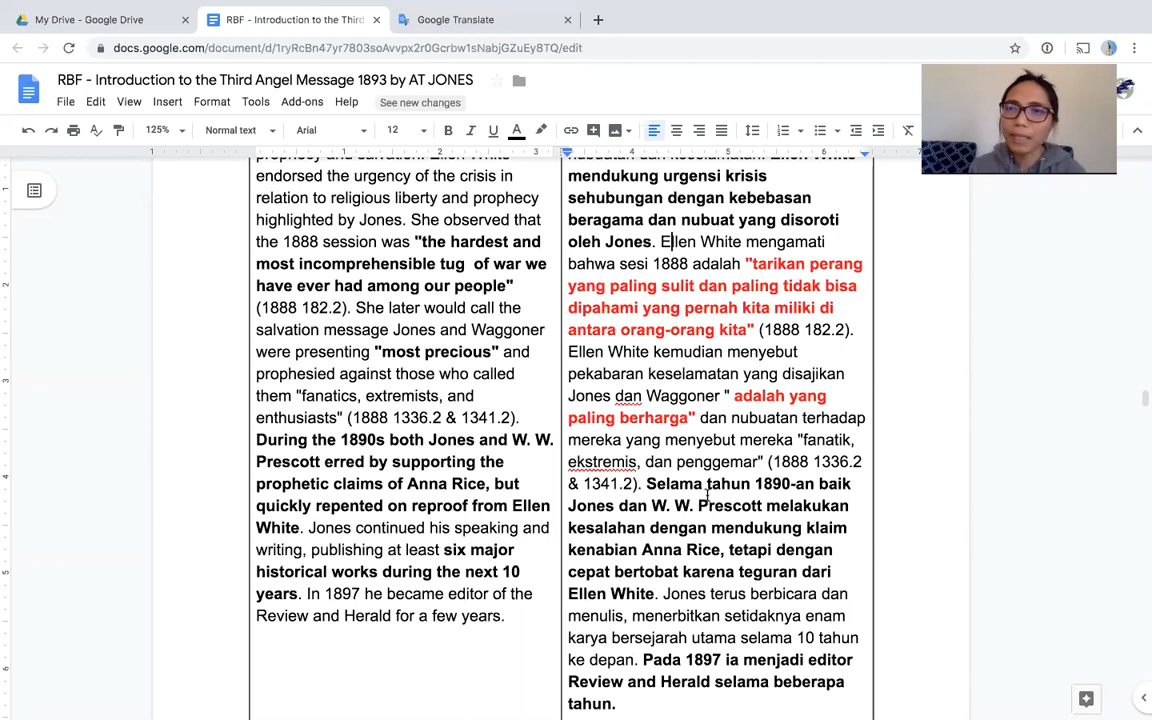 My Drive - Google Drive
RBF - Introduction to the Third
Google Translate
docs.google.com/document/d/1ryRcBn47yr7803soAvvpx2r0Gcrbw1sNabjGZuEy8TQ/edit
RBF - Introduction to the Third Angel Message 1893 by AT JONES
File Edit View Insert Format Tools Add-ons Help See new changes
125% Normal text Arial 12 B I U A
1 1 2 3 4 5 6
endorsed the urgency of the crisis in
relation to religious liberty and prophecy
highlighted by Jones. She observed that
the 1888 session was "the hardest and
most incomprehensible tug of war we
have ever had among our people"
(1888 182.2). She later would call the
salvation message Jones and Waggoner
were presenting "most precious" and
prophesied against those who called
them "fanatics, extremists, and
enthusiasts" (1888 1336.2 & 1341.2).
During the 1890s both Jones and W. W.
Prescott erred by supporting the
prophetic claims of Anna Rice, but
quickly repented on reproof from Ellen
White. Jones continued his speaking and
writing, publishing at least six major
historical works during the next 10
years. In 1897 he became editor of the
Review and Herald for a few years.
mendukung urgensi krisis
sehubungan dengan kebebasan
beragama dan nubuat yang disoroti
oleh Jones. Ellen White mengamati
bahwa sesi 1888 adalah "tarikan perang
yang paling sulit dan paling tidak bisa
dipahami yang pernah kita miliki di
antara orang-orang kita" (1888 182.2).
Ellen White kemudian menyebut
pekabaran keselamatan yang disajikan
Jones dan Waggoner " adalah yang
paling berharga" dan nubuatan terhadap
mereka yang menyebut mereka "fanatik,
ekstremis, dan penggemar" (1888 1336.2
& 1341.2). Selama tahun 1890-an baik
Jones dan W. W. Prescott melakukan
kesalahan dengan mendukung klaim
kenabian Anna Rice, tetapi dengan
cepat bertobat karena teguran dari
Ellen White. Jones terus berbicara dan
menulis, menerbitkan setidaknya enam
karya bersejarah utama selama 10 tahun
ke depan. Pada 1897 ia menjadi editor
Review and Herald selama beberapa
tahun.